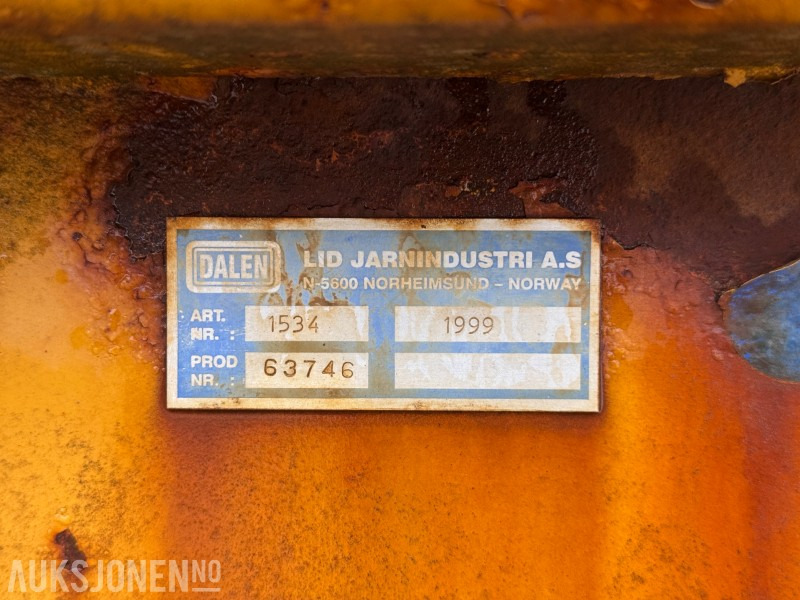 DALEN
LID JARNINDUSTRI A.S
N-5600 NORHEIMSUND – NORWAY
ART. NR. : 1534 1999
PROD NR. : 63746
AUKSJONEN.NO